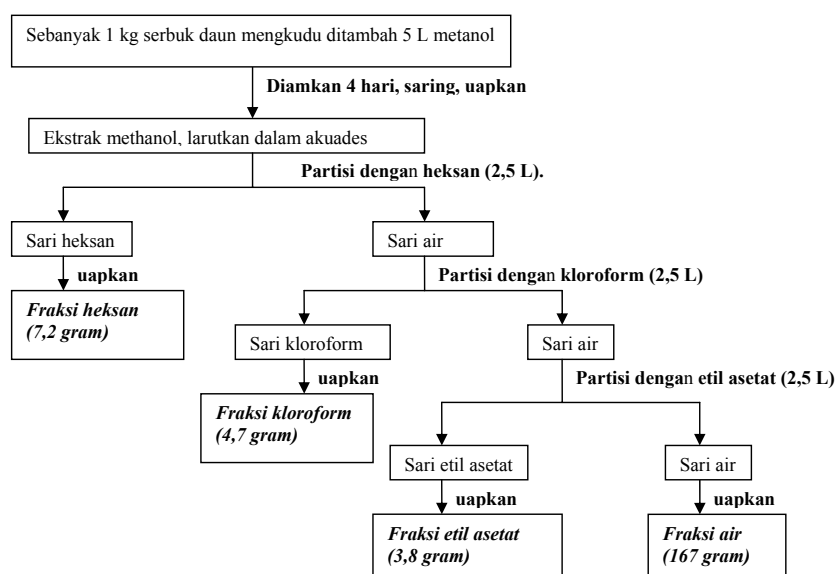 Sebanyak 1 kg serbuk daun mengkudu ditambah 5 L metanol
Diamkan 4 hari, saring, uapkan
Ekstrak methanol, larutkan dalam akuades
Partisi dengan heksan (2,5 L).
Sari heksan
Sari air
uapkan
Partisi dengan kloroform (2,5 L)
Fraksi heksan
(7,2 gram)
Sari kloroform
Sari air
uapkan
Partisi dengan etil asetat (2,5 L)
Fraksi kloroform
(4,7 gram)
Sari etil asetat
Sari air
uapkan
uapkan
Fraksi etil asetat
(3,8 gram)
Fraksi air
(167 gram)